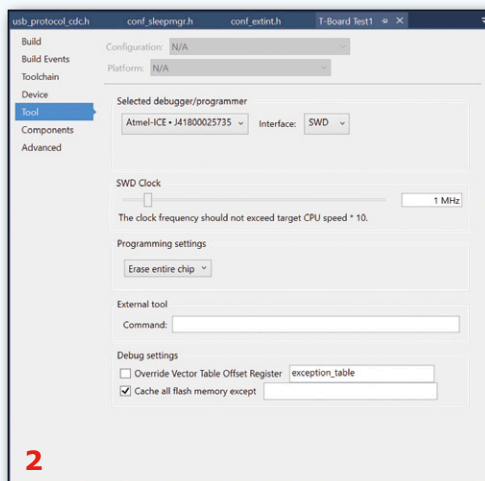 usb_protocol_cdc.h conf_sleepmgr.h conf_extint.h T-Board Test1
Build
Build Events
Toolchain
Device
Tool
Components
Advanced
Configuration: N/A
Platform: N/A
Selected debugger/programmer
Atmel-ICE • J41800025735 Interface: SWD
SWD Clock
1 MHz
The clock frequency should not exceed target CPU speed * 10.
Programming settings
Erase entire chip
External tool
Command:
Debug settings
Override Vector Table Offset Register exception_table
Cache all flash memory except
2